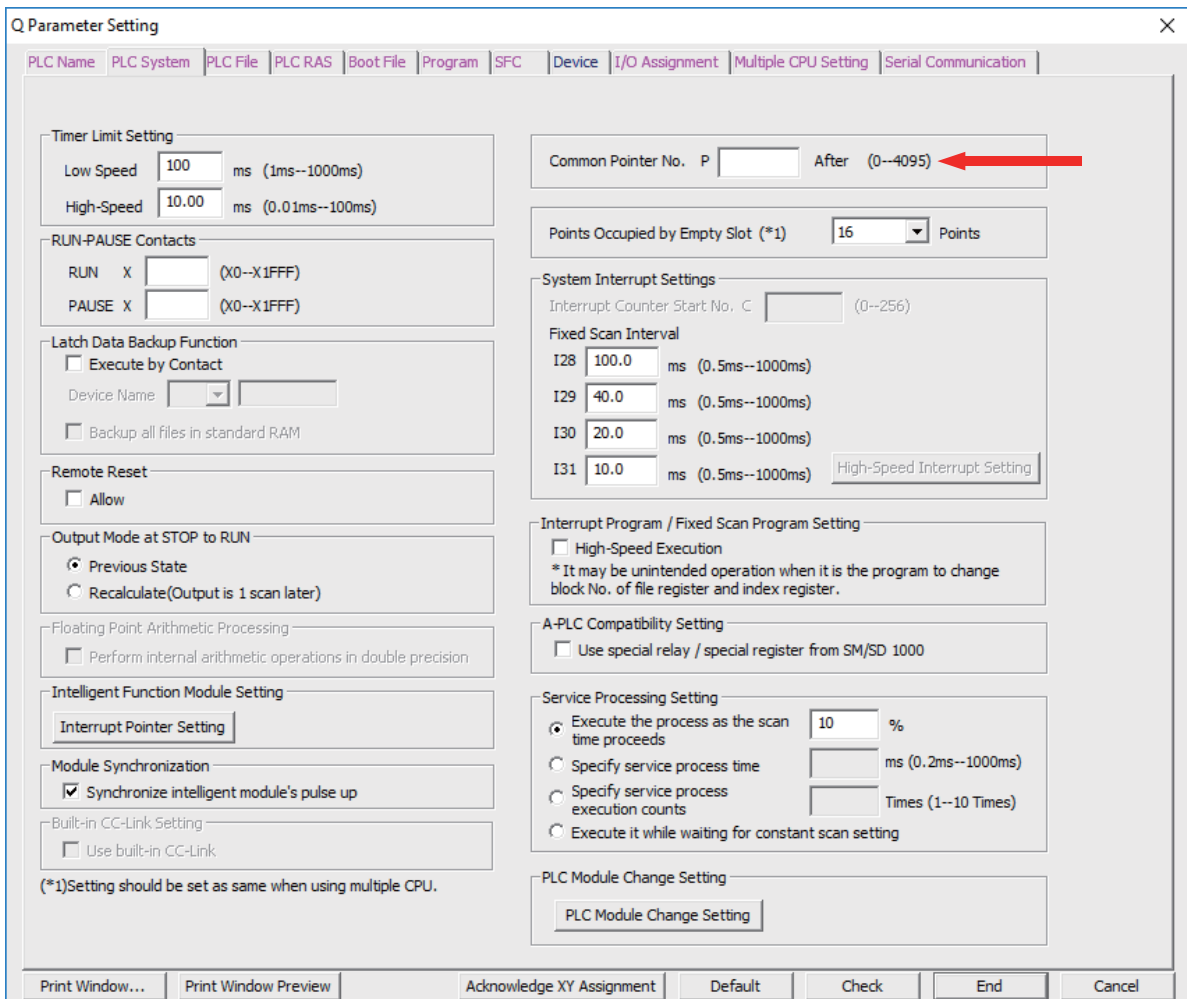 Q Parameter Setting
PLC Name PLC System PLC File PLC RAS Boot File Program SFC Device I/O Assignment Multiple CPU Setting Serial Communication
Timer Limit Setting
Low Speed 100 ms (1ms--1000ms)
High-Speed 10.00 ms (0.01ms--100ms)
RUN-PAUSE Contacts
RUN X (X0--X1FFF)
PAUSE X (X0--X1FFF)
Latch Data Backup Function
Execute by Contact
Device Name
Backup all files in standard RAM
Remote Reset
Allow
Output Mode at STOP to RUN
Previous State
Recalculate(Output is 1 scan later)
Floating Point Arithmetic Processing
Perform internal arithmetic operations in double precision
Intelligent Function Module Setting
Interrupt Pointer Setting
Module Synchronization
Synchronize intelligent module's pulse up
Built-in CC-Link Setting
Use built-in CC-Link
(*1)Setting should be set as same when using multiple CPU.
Common Pointer No. P After (0--4095)
Points Occupied by Empty Slot (*1) 16 Points
System Interrupt Settings
Interrupt Counter Start No. C (0--256)
Fixed Scan Interval
I28 100.0 ms (0.5ms--1000ms)
I29 40.0 ms (0.5ms--1000ms)
I30 20.0 ms (0.5ms--1000ms)
I31 10.0 ms (0.5ms--1000ms) High-Speed Interrupt Setting
Interrupt Program / Fixed Scan Program Setting
High-Speed Execution
* It may be unintended operation when it is the program to change
block No. of file register and index register.
A-PLC Compatibility Setting
Use special relay / special register from SM/SD 1000
Service Processing Setting
Execute the process as the scan
time proceeds 10 %
Specify service process time ms (0.2ms--1000ms)
Specify service process
execution counts Times (1--10 Times)
Execute it while waiting for constant scan setting
PLC Module Change Setting
PLC Module Change Setting
Print Window... Print Window Preview Acknowledge XY Assignment Default Check End Cancel